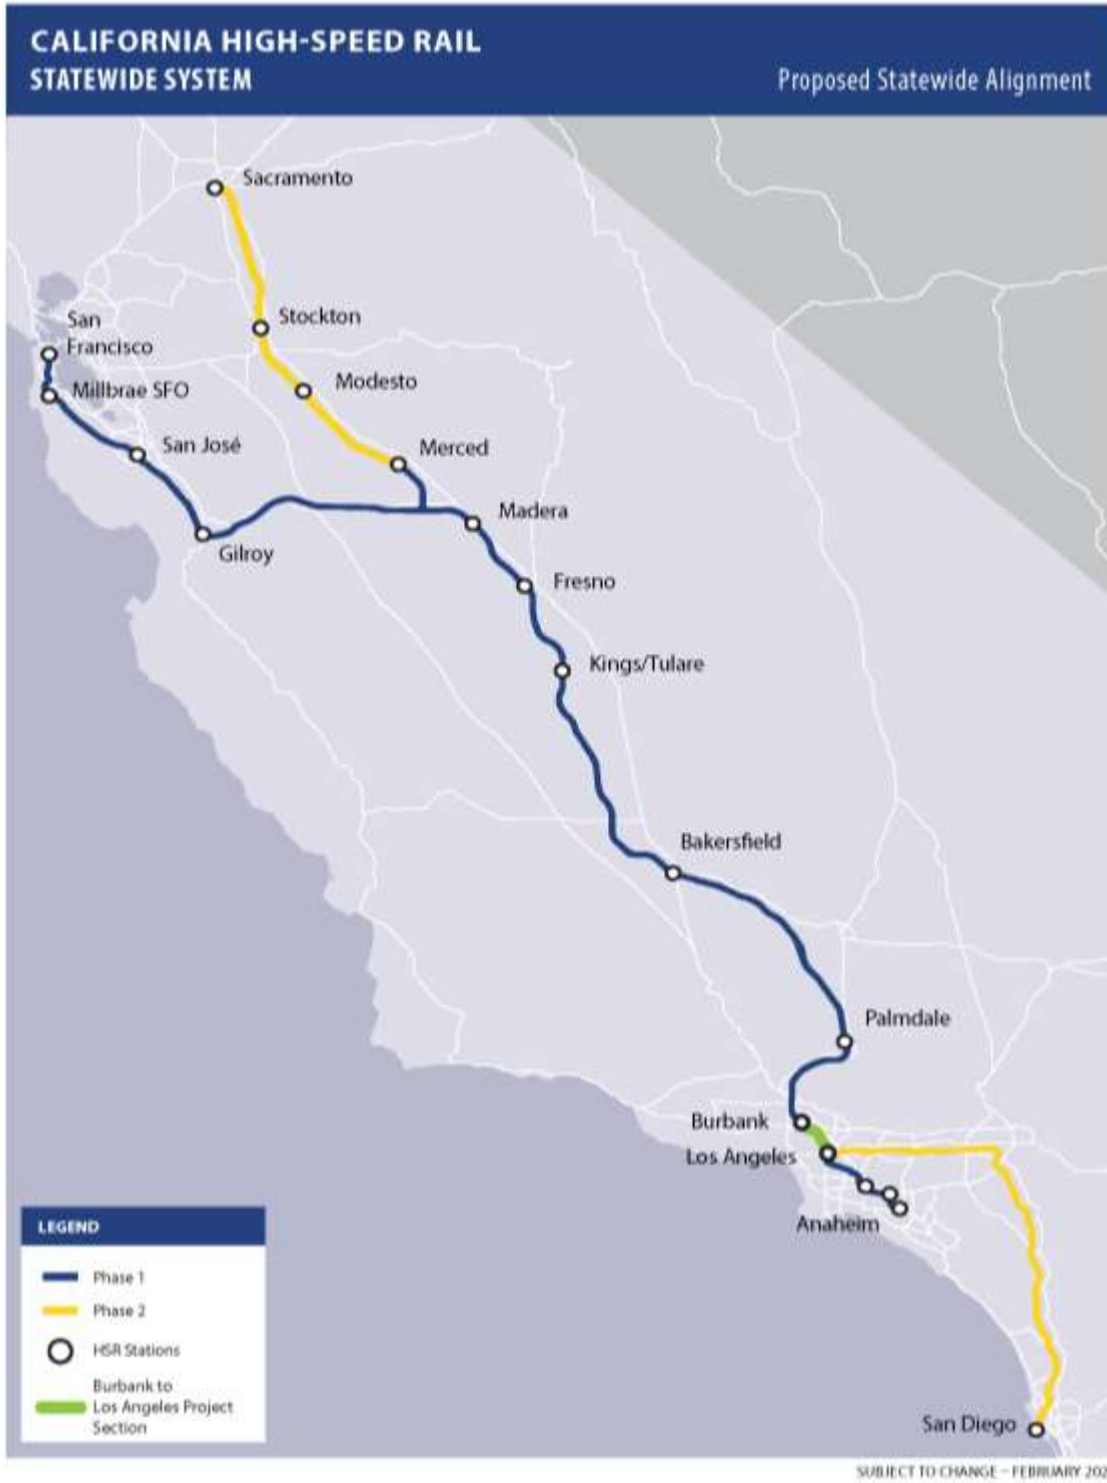 CALIFORNIA HIGH-SPEED RAIL
STATEWIDE SYSTEM
Proposed Statewide Alignment
Sacramento
Stockton
San
Francisco
Modesto
Millbrae SFO
San José
Merced
Madera
Gilroy
Fresno
Kings/Tulare
Bakersfield
Palmdale
Burbank
Los Angeles
Anaheim
LEGEND
Phase 1
Phase 2
HSR Stations
Burbank to
Los Angeles Project
Section
San Diego
SUBJECT TO CHANGE – FEBRUARY